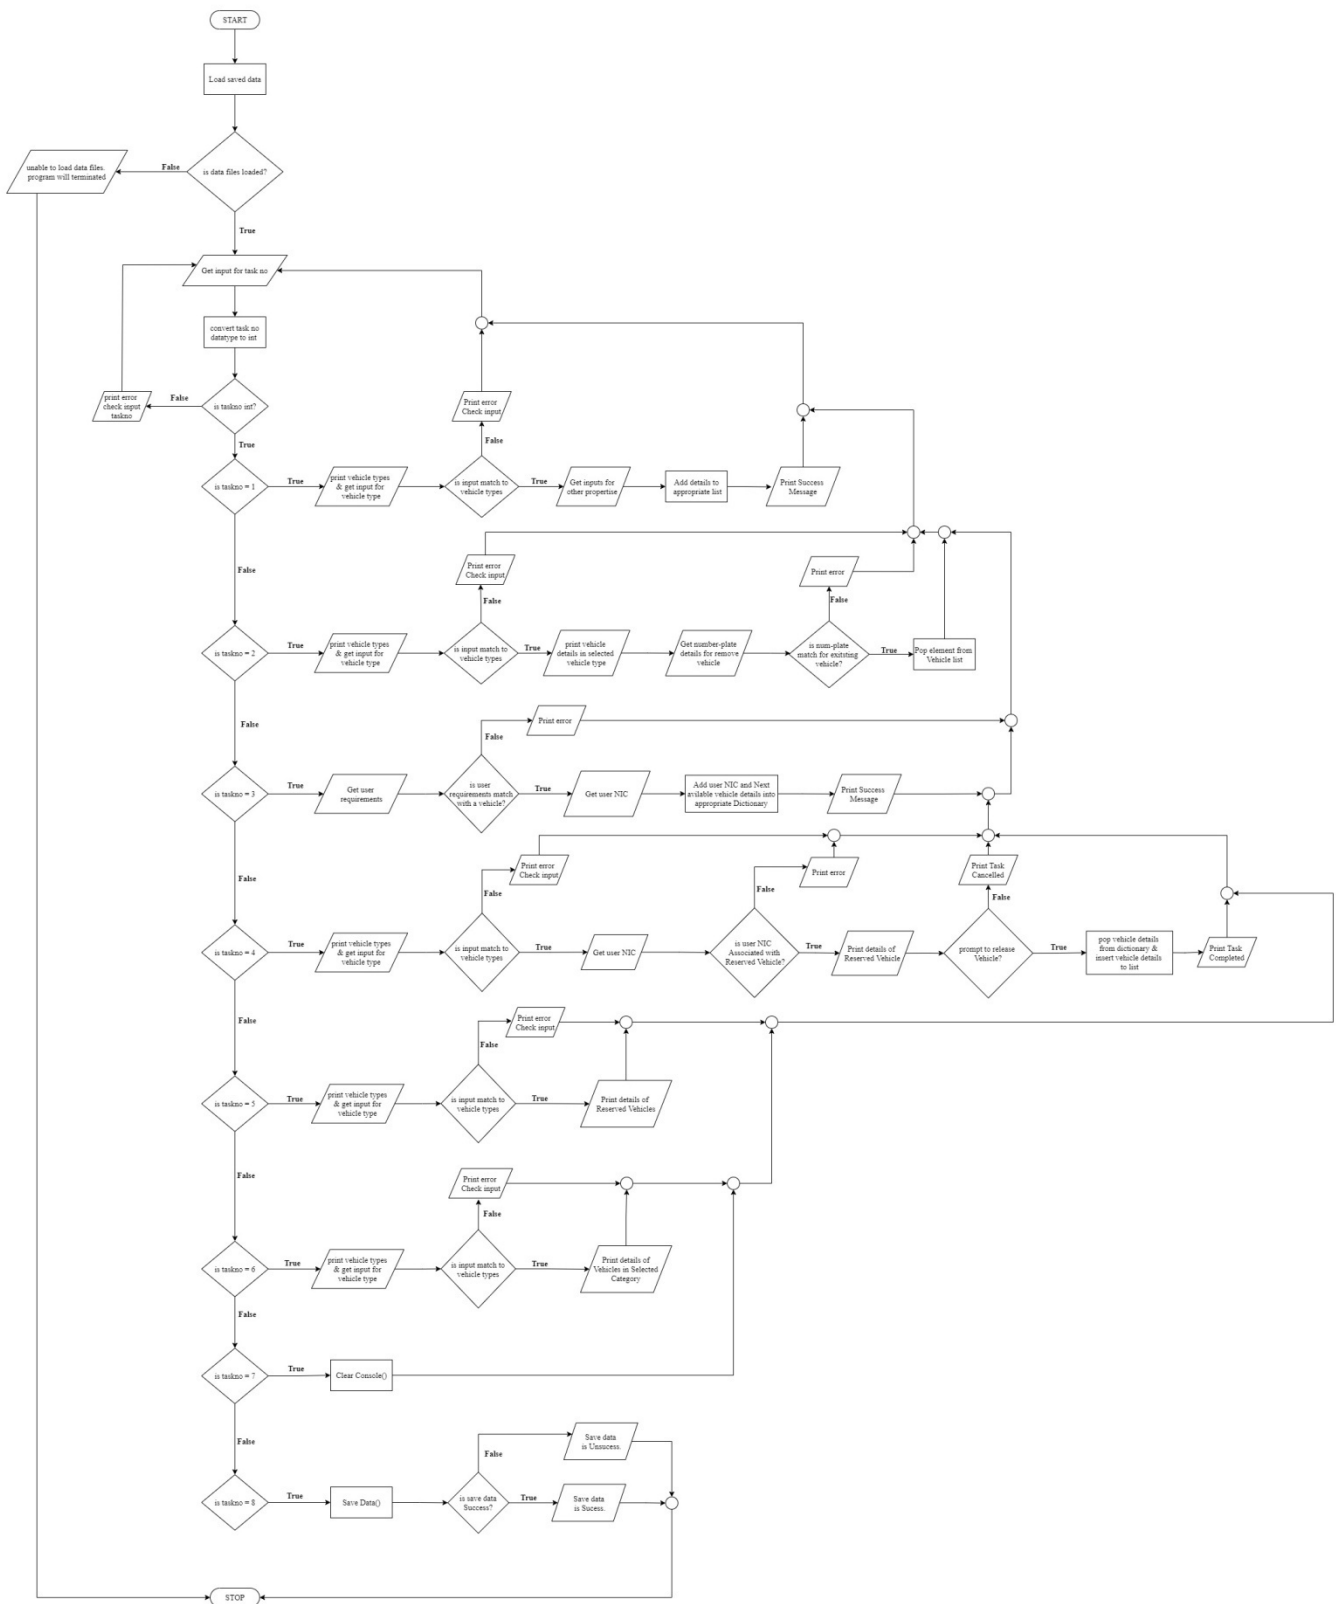 START
Load saved data
unable to load data files.
program will terminated
False
is data files loaded?
True
Get input for task no
convert task no
datatype to int
print error
check input
taskno
False
is taskno int?
True
Print error
Check input
False
is taskno = 1
True
print vehicle types
& get input for
vehicle type
is input match to
vehicle types
True
Get inputs for
other propertise
Add details to
appropriate list
Print Success
Message
False
Print error
Check input
False
Print error
False
is taskno = 2
True
print vehicle types
& get input for
vehicle type
is input match to
vehicle types
True
print vehicle
details in selected
vehicle type
Get number-plate
details for remove
vehicle
is num-plate
match for exitsting
vehicle?
True
Pop element from
Vehicle list
False
Print error
False
is taskno = 3
True
Get user
requirements
is user
requirements match
with a vehicle?
True
Get user NIC
Add user NIC and Next
avilable vehicle details into
appropriate Dictionary
Print Success
Message
False
Print error
Check input
False
Print error
False
Print Task
Cancelled
False
is taskno = 4
True
print vehicle types
& get input for
vehicle type
is input match to
vehicle types
True
Get user NIC
is user NIC
Associated with
Reserved Vehicle?
True
Print details of
Reserved Vehicle
prompt to release
Vehicle?
True
pop vehicle details
from dictionary &
insert vehicle details
to list
Print Task
Completed
False
Print error
Check input
False
is taskno = 5
True
print vehicle types
& get input for
vehicle type
is input match to
vehicle types
True
Print details of
Reserved Vehicles
False
Print error
Check input
False
is taskno = 6
True
print vehicle types
& get input for
vehicle type
is input match to
vehicle types
True
Print details of
Vehicles in Selected
Category
False
is taskno = 7
True
Clear Console()
False
Save data
is Unsucess.
False
is taskno = 8
True
Save Data()
is save data
Success?
True
Save data
is Sucess.
STOP